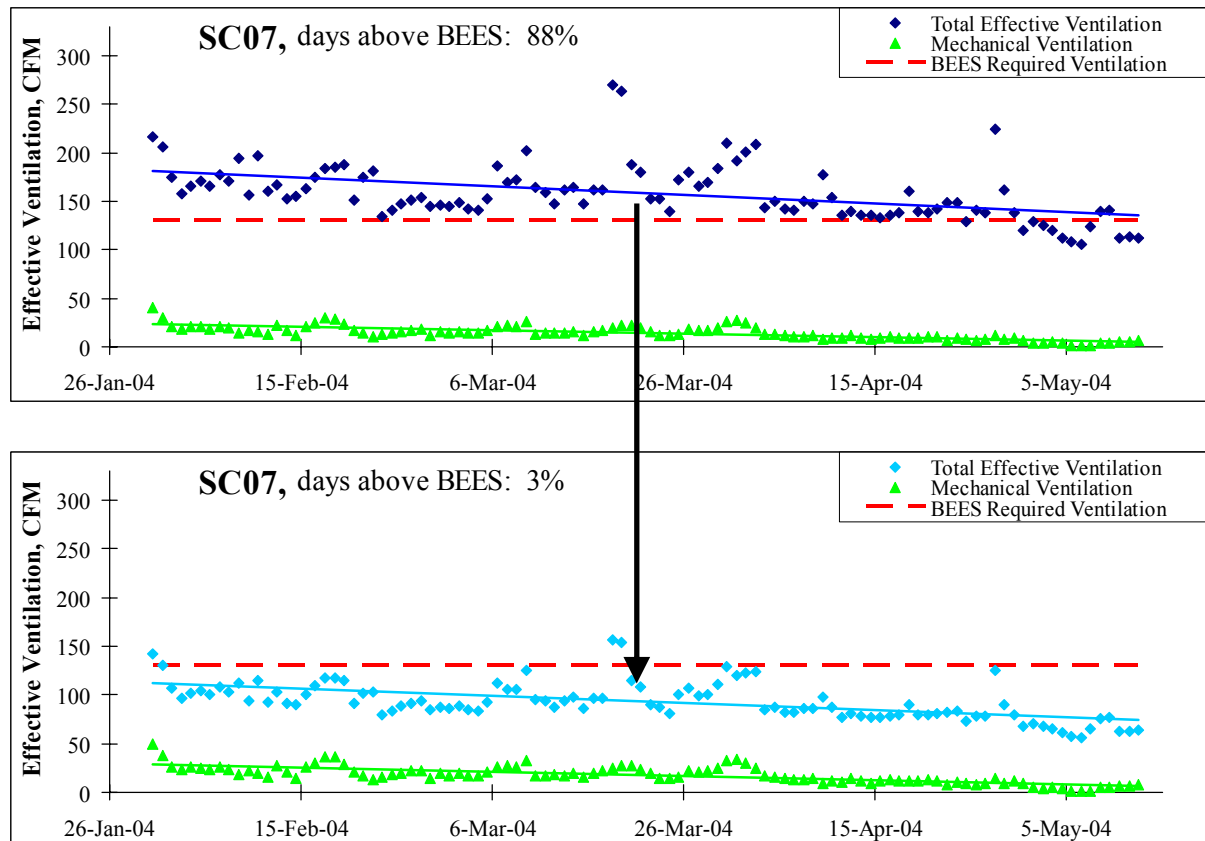 SC07, days above BEES: 88%
Total Effective Ventilation
Mechanical Ventilation
BEES Required Ventilation
Effective Ventilation, CFM
300
250
200
150
100
50
0
26-Jan-04 15-Feb-04 6-Mar-04 26-Mar-04 15-Apr-04 5-May-04
SC07, days above BEES: 3%
Total Effective Ventilation
Mechanical Ventilation
BEES Required Ventilation
Effective Ventilation, CFM
300
250
200
150
100
50
0
26-Jan-04 15-Feb-04 6-Mar-04 26-Mar-04 15-Apr-04 5-May-04